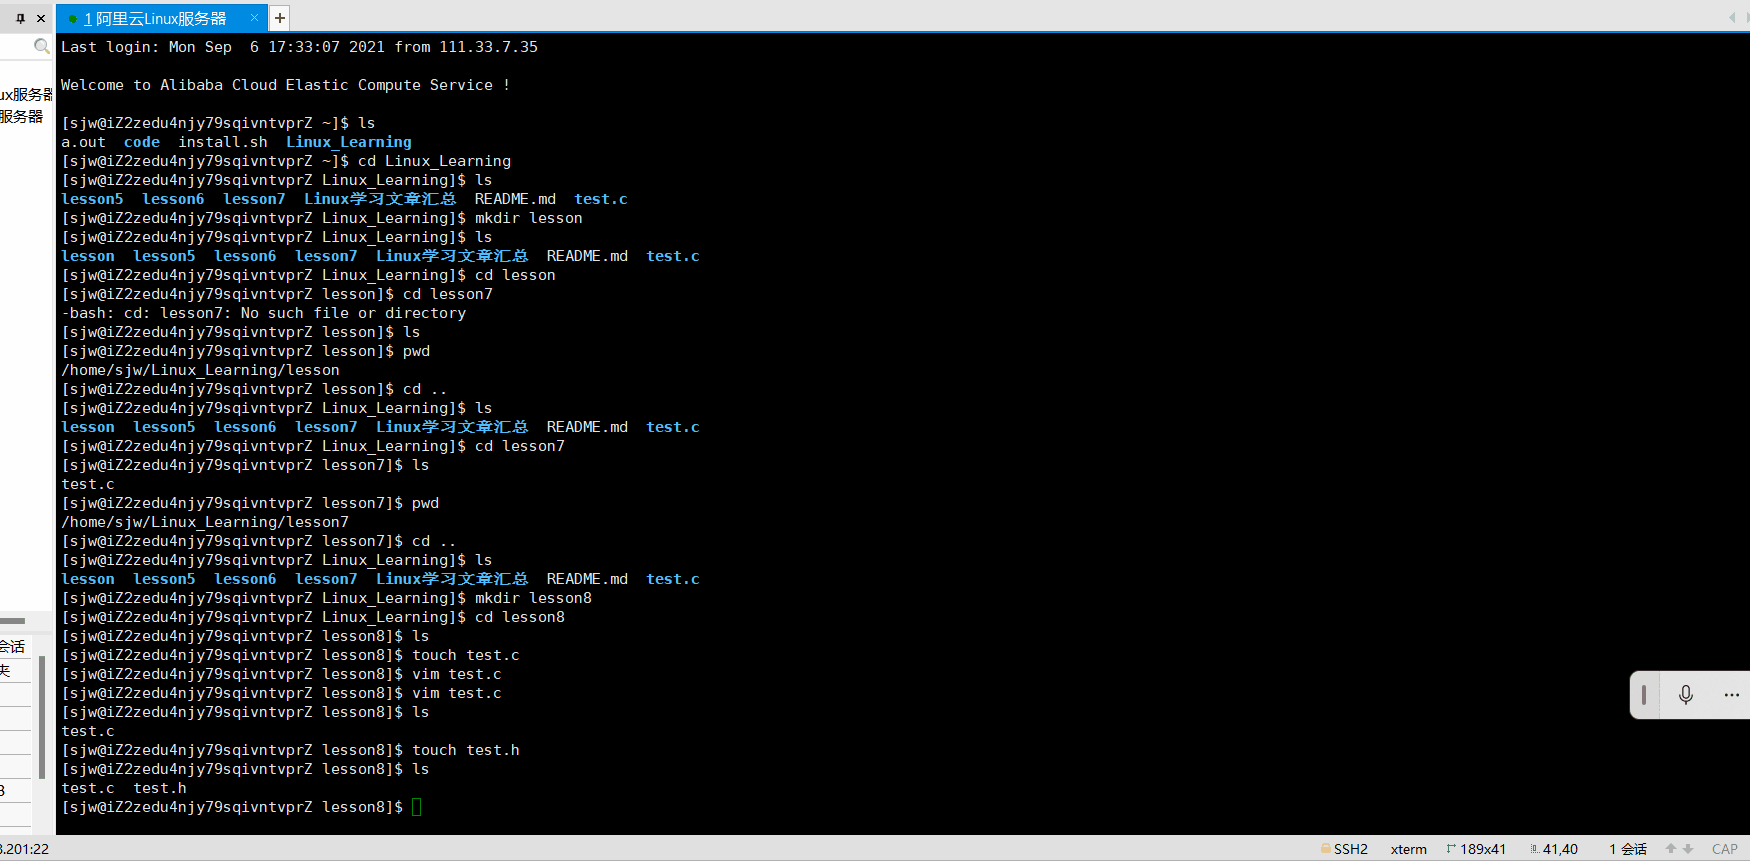 1 阿里云Linux服务器
ux服务器
服务器
Last login: Mon Sep  6 17:33:07 2021 from 111.33.7.35
Welcome to Alibaba Cloud Elastic Compute Service !
[sjw@iZ2zedu4njy79sqivntvprZ ~]$ ls
a.out  code  install.sh  Linux_Learning
[sjw@iZ2zedu4njy79sqivntvprZ ~]$ cd Linux_Learning
[sjw@iZ2zedu4njy79sqivntvprZ Linux_Learning]$ ls
lesson5  lesson6  lesson7  Linux学习文章汇总  README.md  test.c
[sjw@iZ2zedu4njy79sqivntvprZ Linux_Learning]$ mkdir lesson
[sjw@iZ2zedu4njy79sqivntvprZ Linux_Learning]$ ls
lesson  lesson5  lesson6  lesson7  Linux学习文章汇总  README.md  test.c
[sjw@iZ2zedu4njy79sqivntvprZ Linux_Learning]$ cd lesson
[sjw@iZ2zedu4njy79sqivntvprZ lesson]$ cd lesson7
-bash: cd: lesson7: No such file or directory
[sjw@iZ2zedu4njy79sqivntvprZ lesson]$ ls
[sjw@iZ2zedu4njy79sqivntvprZ lesson]$ pwd
/home/sjw/Linux_Learning/lesson
[sjw@iZ2zedu4njy79sqivntvprZ lesson]$ cd ..
[sjw@iZ2zedu4njy79sqivntvprZ Linux_Learning]$ ls
lesson  lesson5  lesson6  lesson7  Linux学习文章汇总  README.md  test.c
[sjw@iZ2zedu4njy79sqivntvprZ Linux_Learning]$ cd lesson7
[sjw@iZ2zedu4njy79sqivntvprZ lesson7]$ ls
test.c
[sjw@iZ2zedu4njy79sqivntvprZ lesson7]$ pwd
/home/sjw/Linux_Learning/lesson7
[sjw@iZ2zedu4njy79sqivntvprZ lesson7]$ cd ..
[sjw@iZ2zedu4njy79sqivntvprZ Linux_Learning]$ ls
lesson  lesson5  lesson6  lesson7  Linux学习文章汇总  README.md  test.c
[sjw@iZ2zedu4njy79sqivntvprZ Linux_Learning]$ mkdir lesson8
[sjw@iZ2zedu4njy79sqivntvprZ Linux_Learning]$ cd lesson8
[sjw@iZ2zedu4njy79sqivntvprZ lesson8]$ ls
[sjw@iZ2zedu4njy79sqivntvprZ lesson8]$ touch test.c
[sjw@iZ2zedu4njy79sqivntvprZ lesson8]$ vim test.c
[sjw@iZ2zedu4njy79sqivntvprZ lesson8]$ vim test.c
[sjw@iZ2zedu4njy79sqivntvprZ lesson8]$ ls
test.c
[sjw@iZ2zedu4njy79sqivntvprZ lesson8]$ touch test.h
[sjw@iZ2zedu4njy79sqivntvprZ lesson8]$ ls
test.c  test.h
[sjw@iZ2zedu4njy79sqivntvprZ lesson8]$
会话
夹
.201:22
SSH2  xterm  189x41  41,40  1 会话  CAP